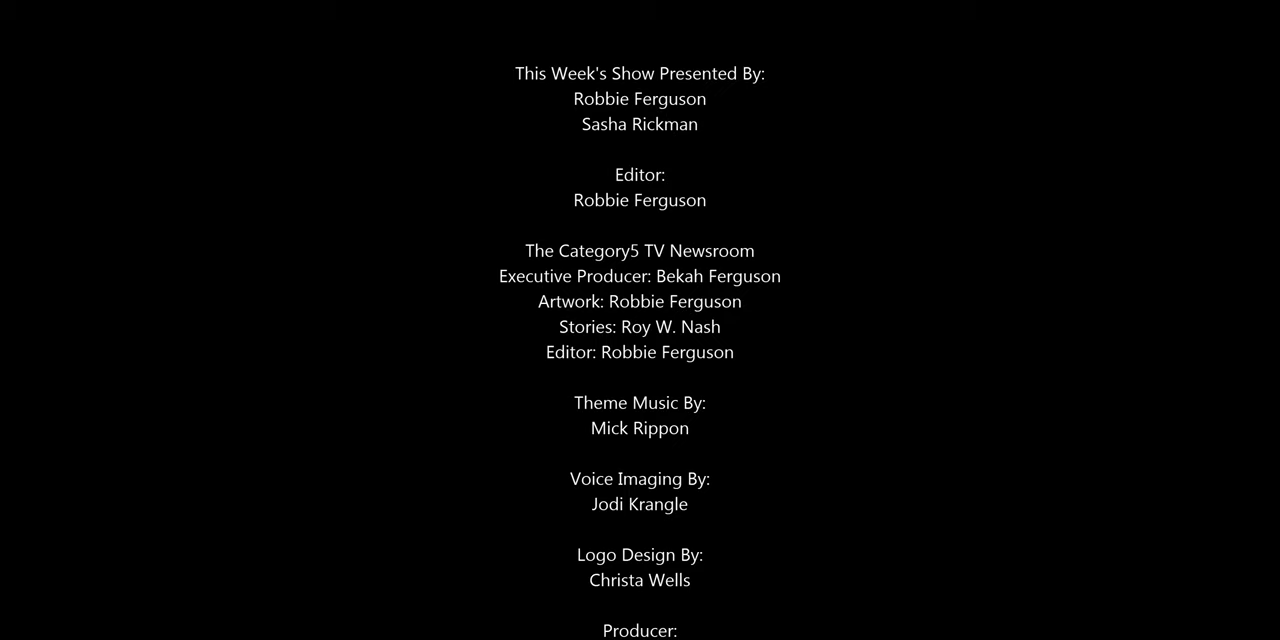 This Week's Show Presented By:
Robbie Ferguson
Sasha Rickman
Editor:
Robbie Ferguson
The Category5 TV Newsroom
Executive Producer: Bekah Ferguson
Artwork: Robbie Ferguson
Stories: Roy W. Nash
Editor: Robbie Ferguson
Theme Music By:
Mick Rippon
Voice Imaging By:
Jodi Krangle
Logo Design By:
Christa Wells
Producer: